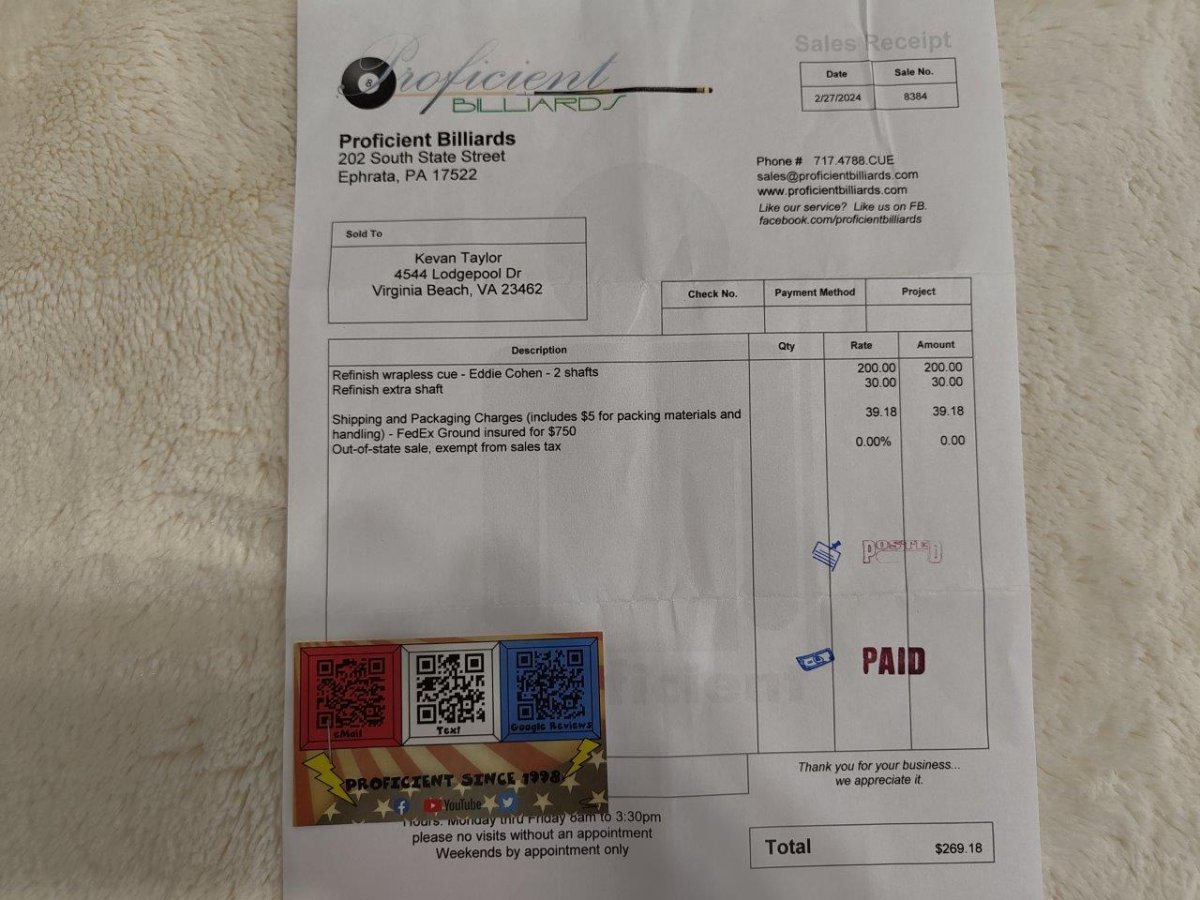 Proficient
BILLIARDS
8
Sales Receipt
Date Sale No.
2/27/2024 8384
Proficient Billiards
202 South State Street
Ephrata, PA 17522
Phone # 717.4788.CUE
sales@proficientbilliards.com
www.proficientbilliards.com
Like our service? Like us on FB.
facebook.com/proficientbilliards
Sold To
Kevan Taylor
4544 Lodgepool Dr
Virginia Beach, VA 23462
Check No. Payment Method Project
Description Qty Rate Amount
Refinish wrapless cue - Eddie Cohen - 2 shafts 200.00 200.00
Refinish extra shaft 30.00 30.00
Shipping and Packaging Charges (includes $5 for packing materials and 39.18 39.18
handling) - FedEx Ground insured for $750
Out-of-state sale, exempt from sales tax 0.00% 0.00
POSTED
PAID
eMail Text Google Reviews
PROFICIENT SINCE 1998
YouTube
Thank you for your business...
we appreciate it.
Hours: Monday thru Friday 8am to 3:30pm
please no visits without an appointment
Weekends by appointment only
Total $269.18